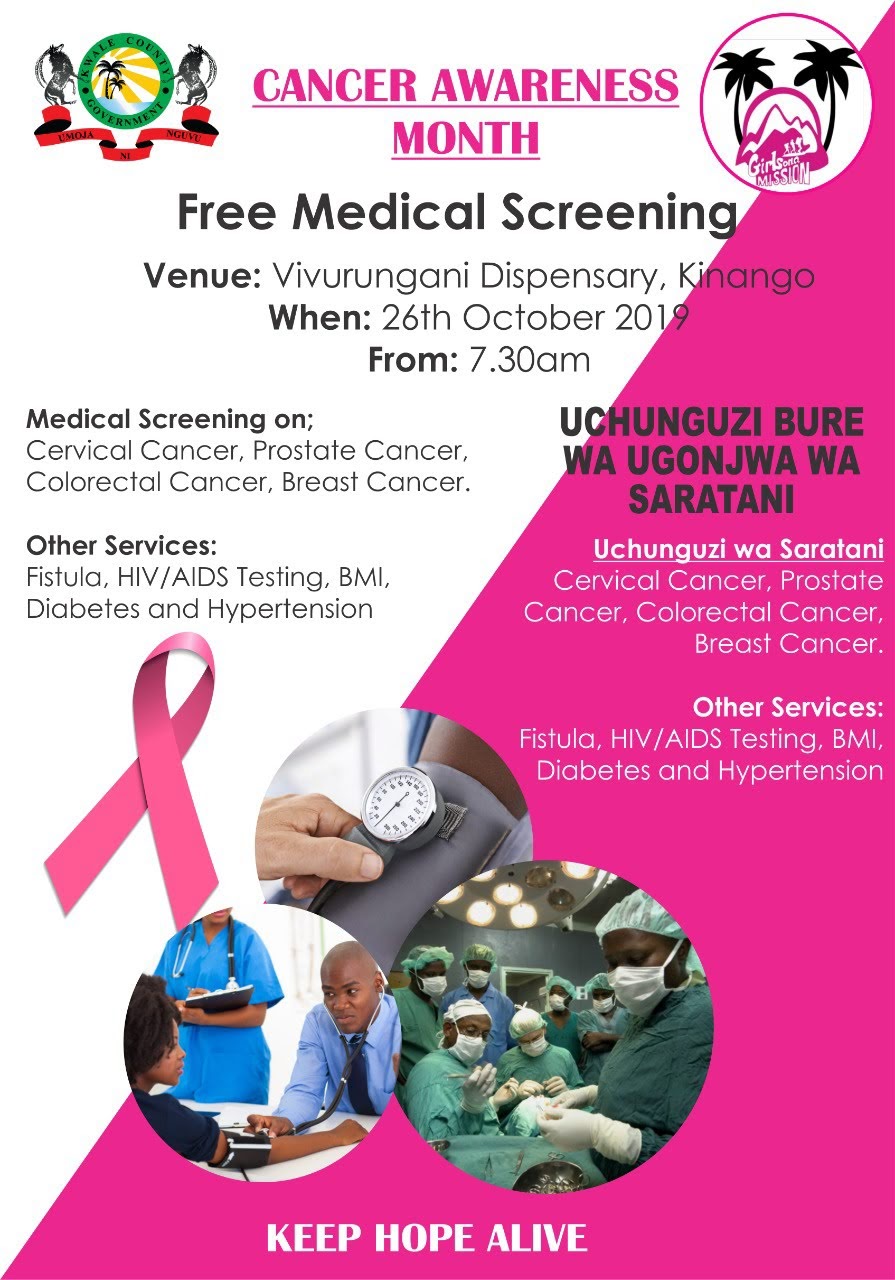 KWALE COUNTY
GOVERNMENT
UMOJA
NI
NGUVU
CANCER AWARENESS
MONTH
Girls on a
MISSION
Free Medical Screening
Venue: Vivurungani Dispensary, Kinango
When: 26th October 2019
From: 7.30am
Medical Screening on;
Cervical Cancer, Prostate Cancer,
Colorectal Cancer, Breast Cancer.
Other Services:
Fistula, HIV/AIDS Testing, BMI,
Diabetes and Hypertension
UCHUNGUZI BURE
WA UGONJWA WA
SARATANI
Uchunguzi wa Saratani
Cervical Cancer, Prostate
Cancer, Colorectal Cancer,
Breast Cancer.
Other Services:
Fistula, HIV/AIDS Testing, BMI,
Diabetes and Hypertension
KEEP HOPE ALIVE